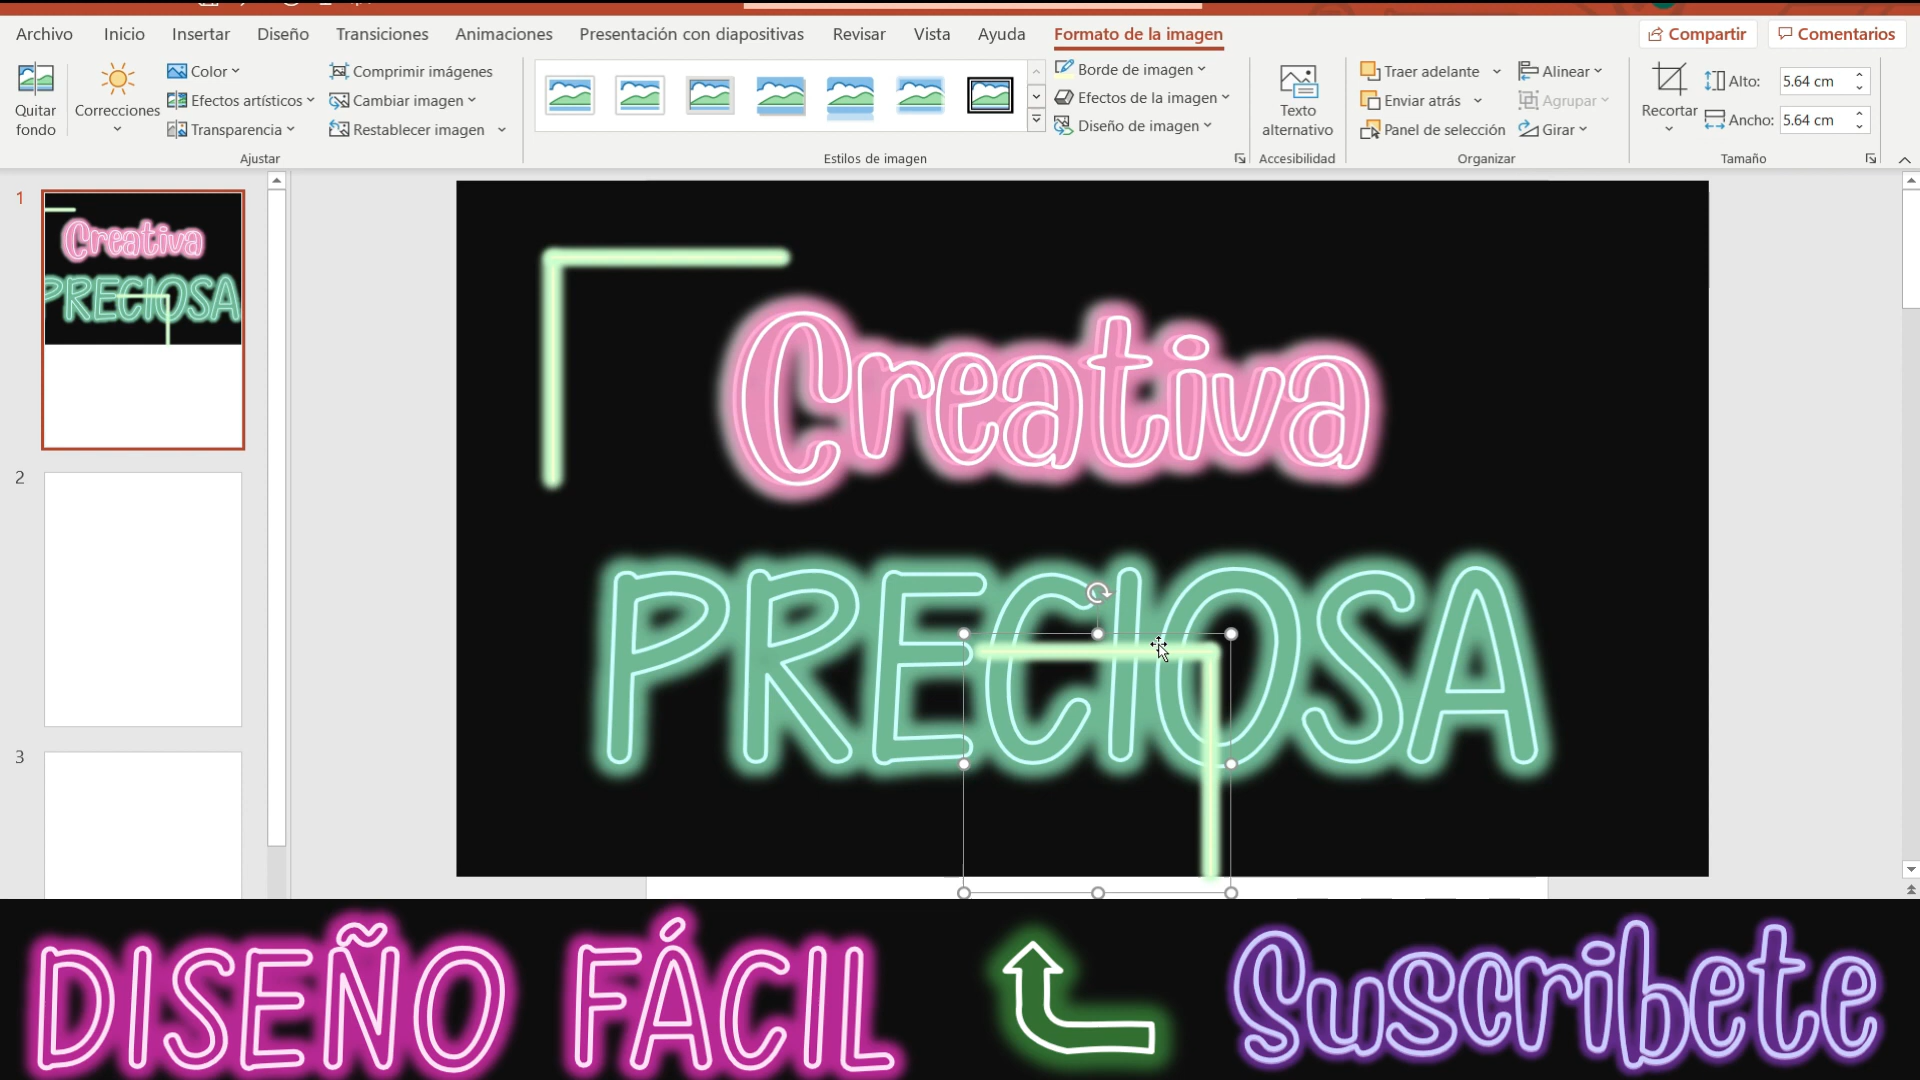 Archivo Inicio Insertar Diseño Transiciones Animaciones Presentación con diapositivas Revisar Vista Ayuda Formato de la imagen Compartir Comentarios
Quitar fondo
Correcciones
Color
Efectos artísticos
Transparencia
Comprimir imágenes
Cambiar imagen
Restablecer imagen
Ajustar
Estilos de imagen
Borde de imagen
Efectos de la imagen
Diseño de imagen
Texto alternativo
Accesibilidad
Traer adelante
Enviar atrás
Panel de selección
Alinear
Agrupar
Girar
Organizar
Recortar
Alto: 5.64 cm
Ancho: 5.64 cm
Tamaño
1
Creativa
PRECIOSA
2
3
Creativa
PRECIOSA
DISEÑO FÁCIL Suscribete